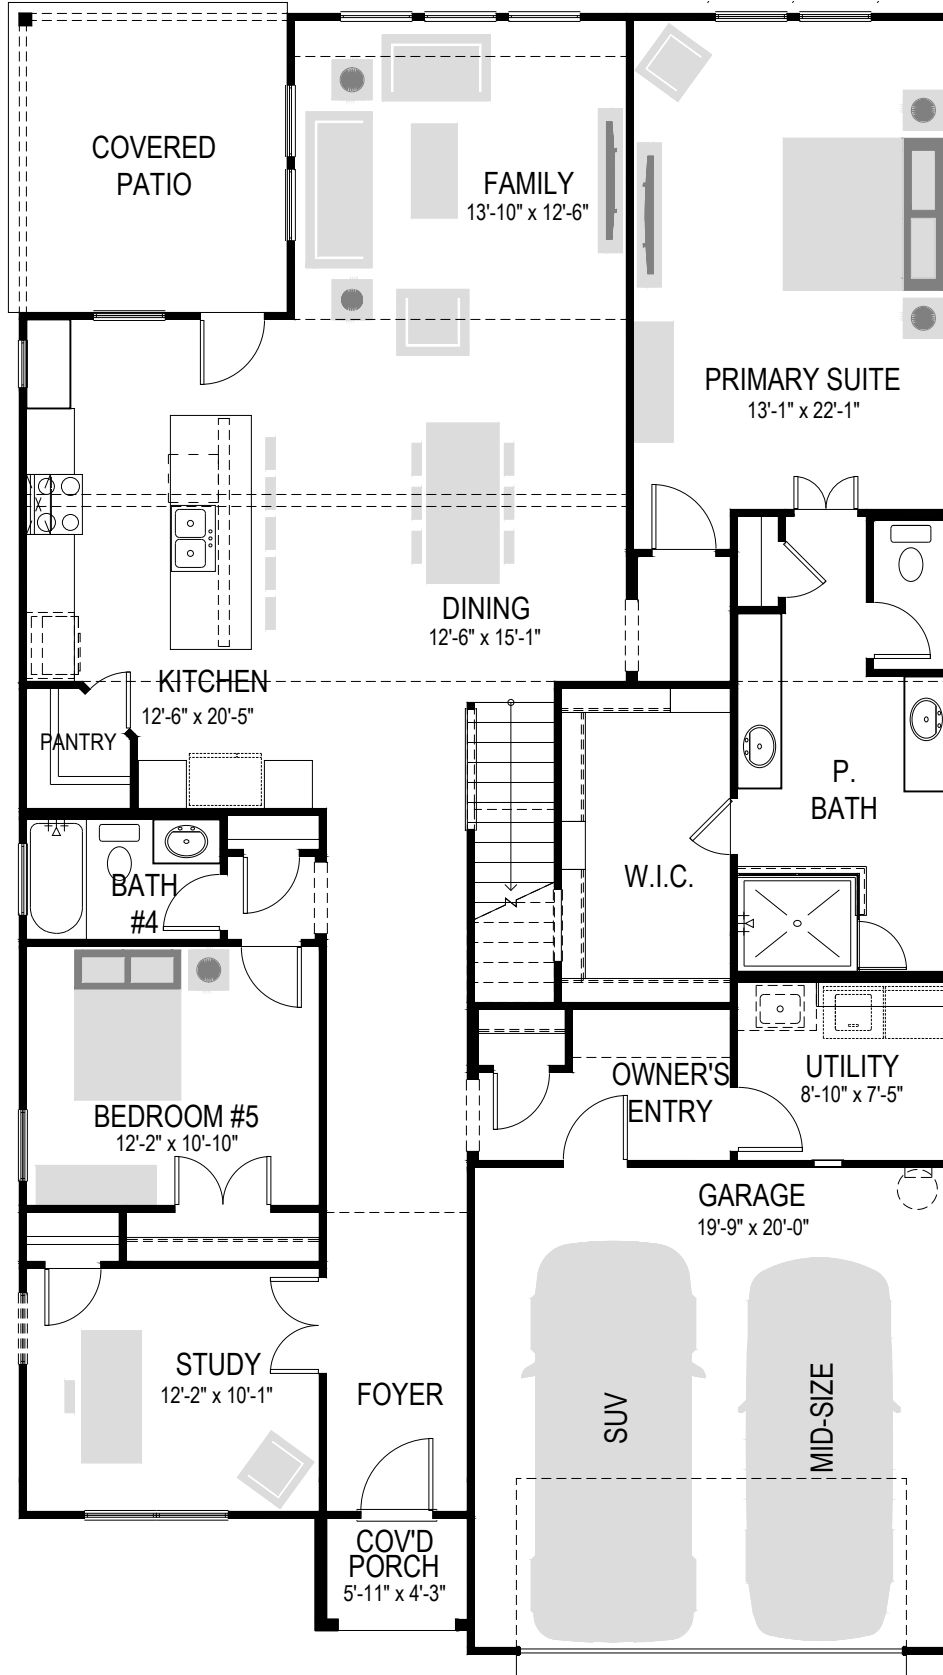 COVERED
PATIO
FAMILY
13'-10" x 12'-6"
PRIMARY SUITE
13'-1" x 22'-1"
DINING
12'-6" x 15'-1"
KITCHEN
12'-6" x 20'-5"
PANTRY
P.
BATH
W.I.C.
BATH
#4
OWNER'S
ENTRY
UTILITY
8'-10" x 7'-5"
BEDROOM #5
12'-2" x 10'-10"
GARAGE
19'-9" x 20'-0"
STUDY
12'-2" x 10'-1"
FOYER
SUV
MID-SIZE
COV'D
PORCH
5'-11" x 4'-3"